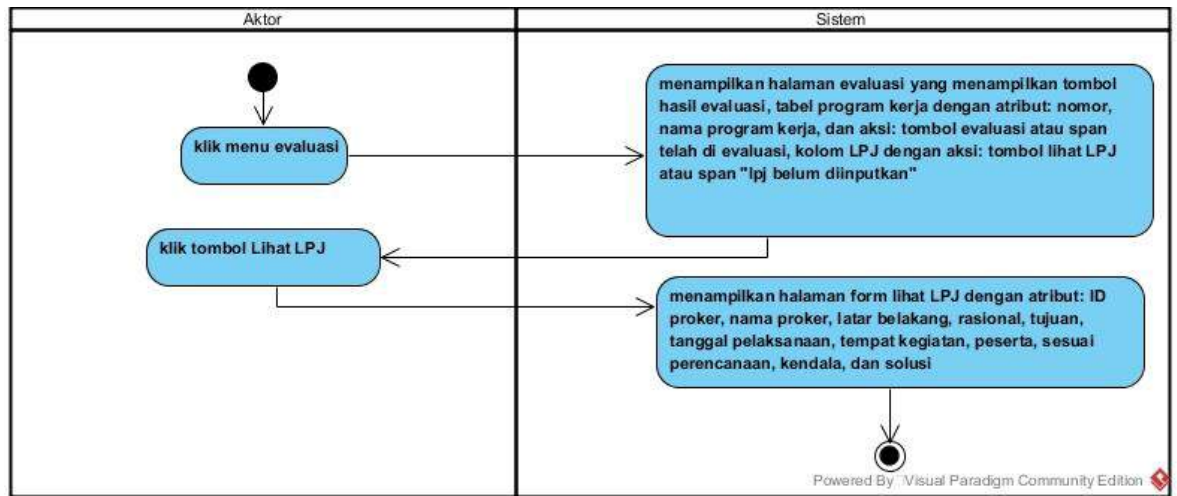 Aktor
Sistem
klik menu evaluasi
menampilkan halaman evaluasi yang menampilkan tombol
hasil evaluasi, tabel program kerja dengan atribut: nomor,
nama program kerja, dan aksi: tombol evaluasi atau span
telah di evaluasi, kolom LPJ dengan aksi: tombol lihat LPJ
atau span "lpj belum diinputkan"
klik tombol Lihat LPJ
menampilkan halaman form lihat LPJ dengan atribut: ID
proker, nama proker, latar belakang, rasional, tujuan,
tanggal pelaksanaan, tempat kegiatan, peserta, sesuai
perencanaan, kendala, dan solusi
Powered By Visual Paradigm Community Edition